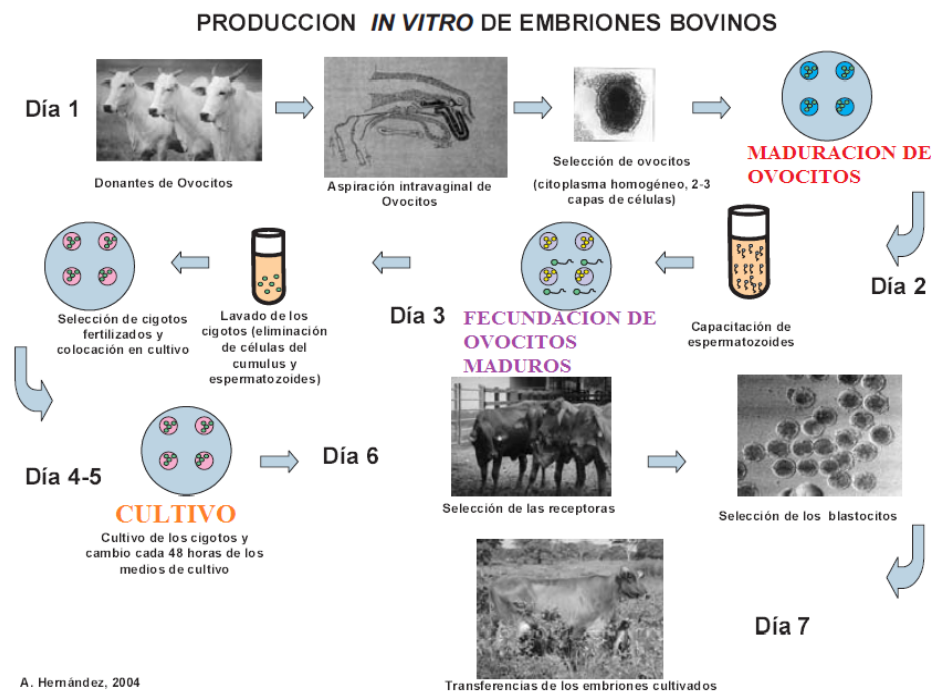 PRODUCCION IN VITRO DE EMBRIONES BOVINOS
Día 1
Donantes de Ovocitos
Aspiración intravaginal de
Ovocitos
Selección de ovocitos
(citoplasma homogéneo, 2-3
capas de células)
MADURACION DE
OVOCITOS
Día 2
Capacitación de
espermatozoides
FECUNDACION DE
OVOCITOS
MADUROS
Día 3
Lavado de los
cigotos (eliminación
de células del
cumulus y
espermatozoides)
Selección de cigotos
fertilizados y
colocación en cultivo
Día 4-5
CULTIVO
Cultivo de los cigotos y
cambio cada 48 horas de los
medios de cultivo
Día 6
Selección de las receptoras
Selección de los blastocitos
Día 7
Transferencias de los embriones cultivados
A. Hernández, 2004